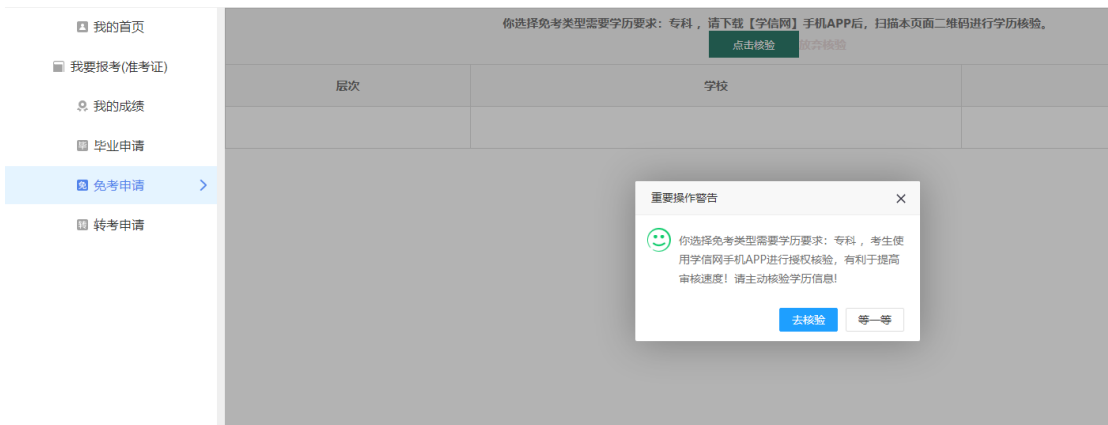 我的首页
我要报考(准考证)
我的成绩
毕业申请
免考申请
转考申请
你选择免考类型需要学历要求：专科 ，请下载【学信网】手机APP后，扫描本页面二维码进行学历核验。
点击核验 放弃核验
层次 学校
重要操作警告
你选择免考类型需要学历要求：专科 ，考生使
用学信网手机APP进行授权核验，有利于提高
审核速度！请主动核验学历信息!
去核验 等一等